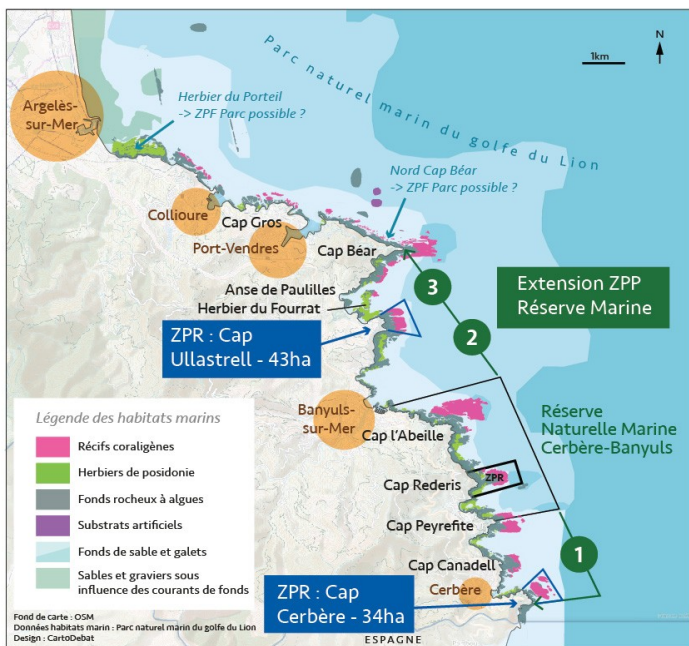 Parc naturel marin du golfe du Lion
N
1km
Argelès-
sur-Mer
Herbier du Porteil
-> ZPF Parc possible ?
Nord Cap Béar
-> ZPF Parc possible ?
Collioure
Cap Gros
Port-Vendres
Cap Béar
3
Extension ZPP
Réserve Marine
Anse de Paulilles
Herbier du Fourrat
2
ZPR : Cap
Ullastrell - 43ha
Banyuls-
sur-Mer
Cap l'Abeille
Réserve
Naturelle Marine
Cerbère-Banyuls
Cap Rederis
ZPR
Cap Peyrefite
1
Cap Canadell
Cerbère
ZPR : Cap
Cerbère - 34ha
ESPAGNE
Légende des habitats marins
Récifs coraligènes
Herbiers de posidonie
Fonds rocheux à algues
Substrats artificiels
Fonds de sable et galets
Sables et graviers sous
influence des courants de fonds
Fond de carte : OSM
Données habitats marin : Parc naturel marin du golfe du Lion
Design : CartoDebat